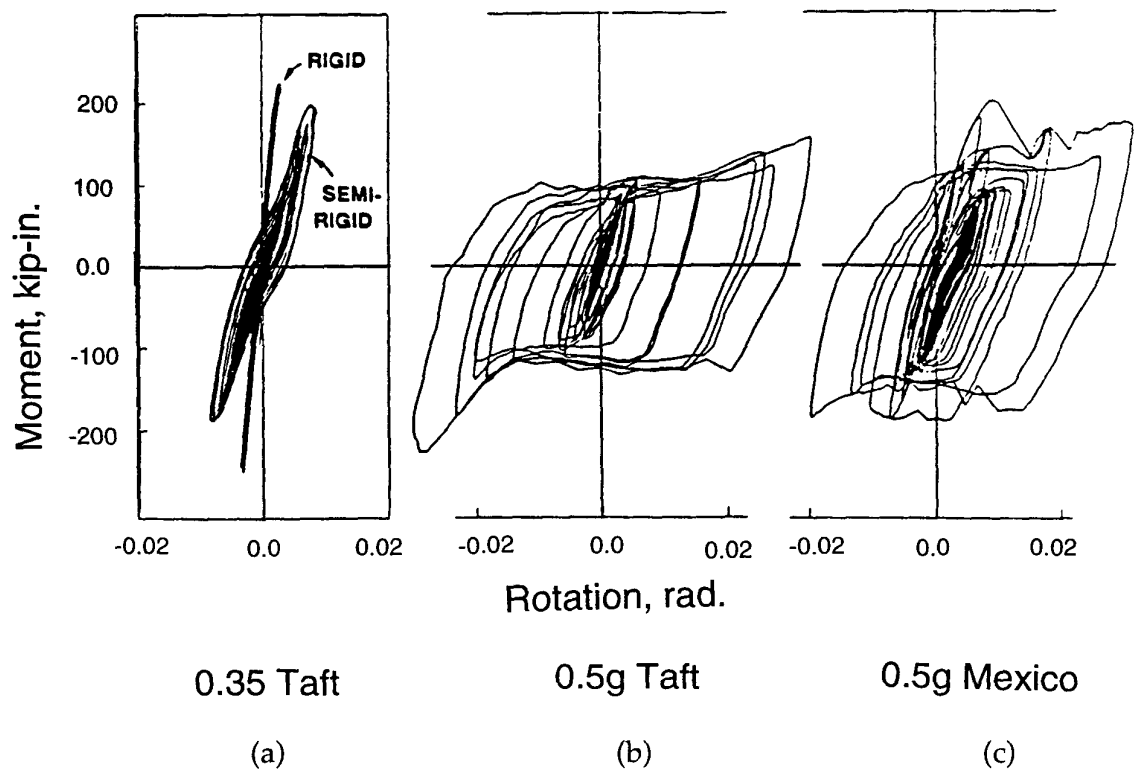 RIGID
200
100
SEMI-
RIGID
0.0
-100
-200
Moment, kip-in.
-0.02 0.0 0.02 -0.02 0.0 0.02 -0.02 0.0 0.02
Rotation, rad.
0.35 Taft 0.5g Taft 0.5g Mexico
(a) (b) (c)